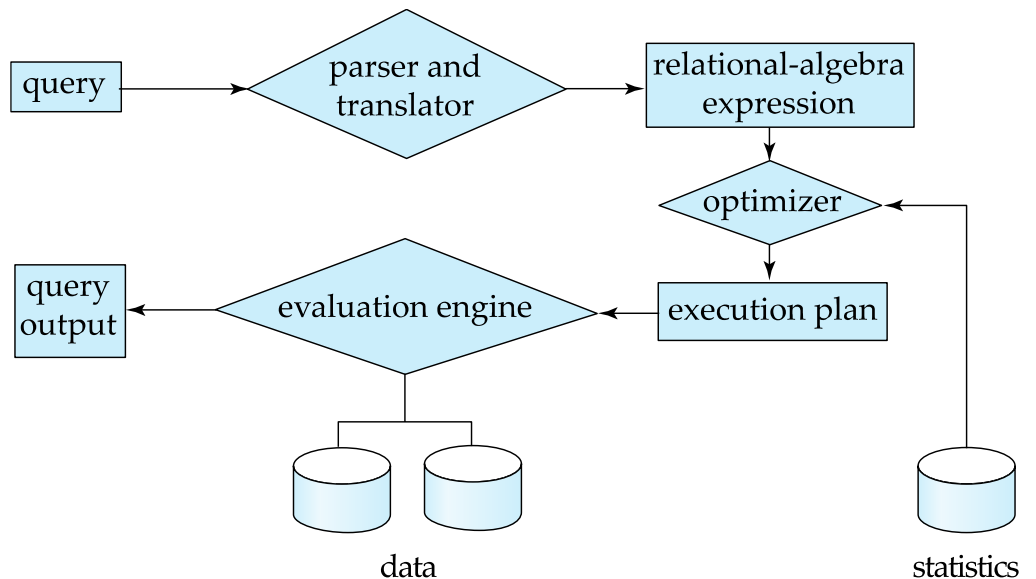 query
parser and
translator
relational-algebra
expression
optimizer
query
output
evaluation engine
execution plan
data
statistics